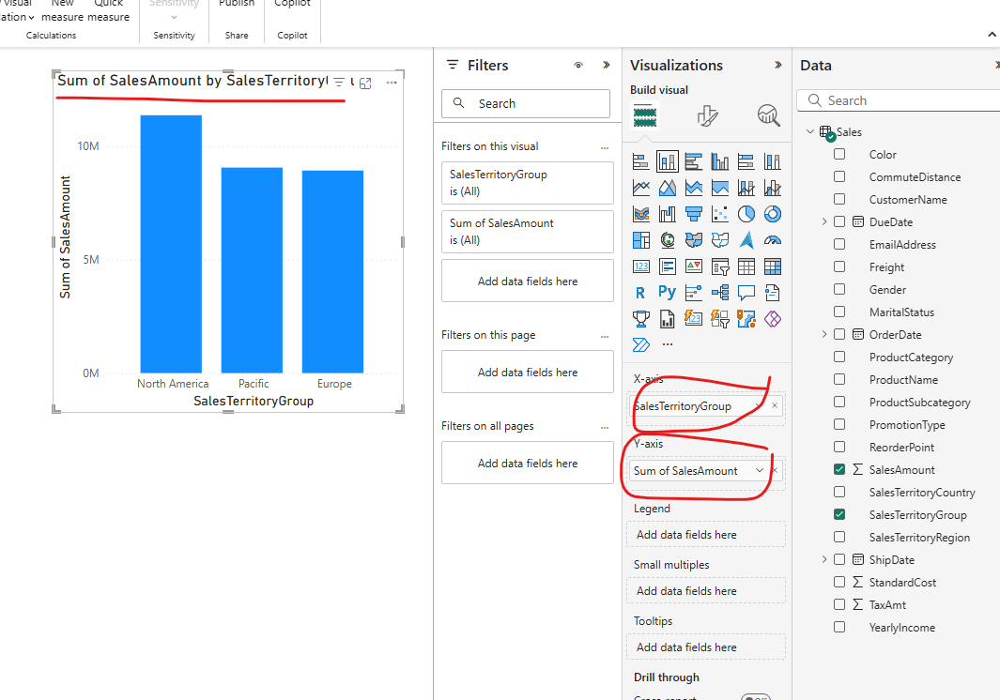 visual
lation
New
measure
Quick
measure
Calculations
Sensitivity
Sensitivity
Publish
Share
Copilot
Copilot
Sum of SalesAmount by SalesTerritory
10M
5M
0M
Sum of SalesAmount
North America
Pacific
Europe
SalesTerritoryGroup
Filters
Search
Filters on this visual
...
SalesTerritoryGroup
is (All)
Sum of SalesAmount
is (All)
Add data fields here
Filters on this page
...
Add data fields here
Filters on all pages
...
Add data fields here
Visualizations
Build visual
123
R
Py
123
...
X-axis
SalesTerritoryGroup
Y-axis
Sum of SalesAmount
Legend
Add data fields here
Small multiples
Add data fields here
Tooltips
Add data fields here
Drill through
Cross-report
Off
Data
Search
Sales
Color
CommuteDistance
CustomerName
DueDate
EmailAddress
Freight
Gender
MaritalStatus
OrderDate
ProductCategory
ProductName
ProductSubcategory
PromotionType
ReorderPoint
∑ SalesAmount
SalesTerritoryCountry
SalesTerritoryGroup
SalesTerritoryRegion
ShipDate
∑ StandardCost
∑ TaxAmt
YearlyIncome